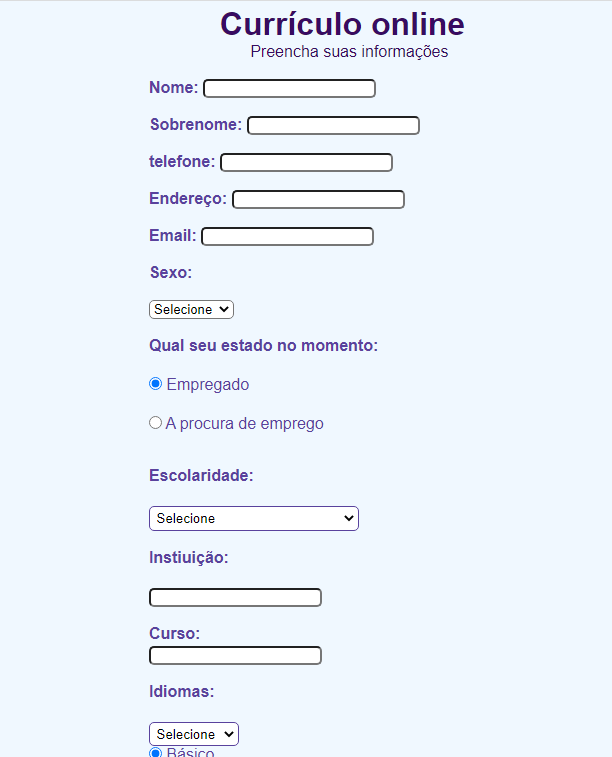 Currículo online
Preencha suas informações
Nome:
Sobrenome:
telefone:
Endereço:
Email:
Sexo:
Selecione
Qual seu estado no momento:
Empregado
A procura de emprego
Escolaridade:
Selecione
Instiuição:
Curso:
Idiomas:
Selecione
Básico